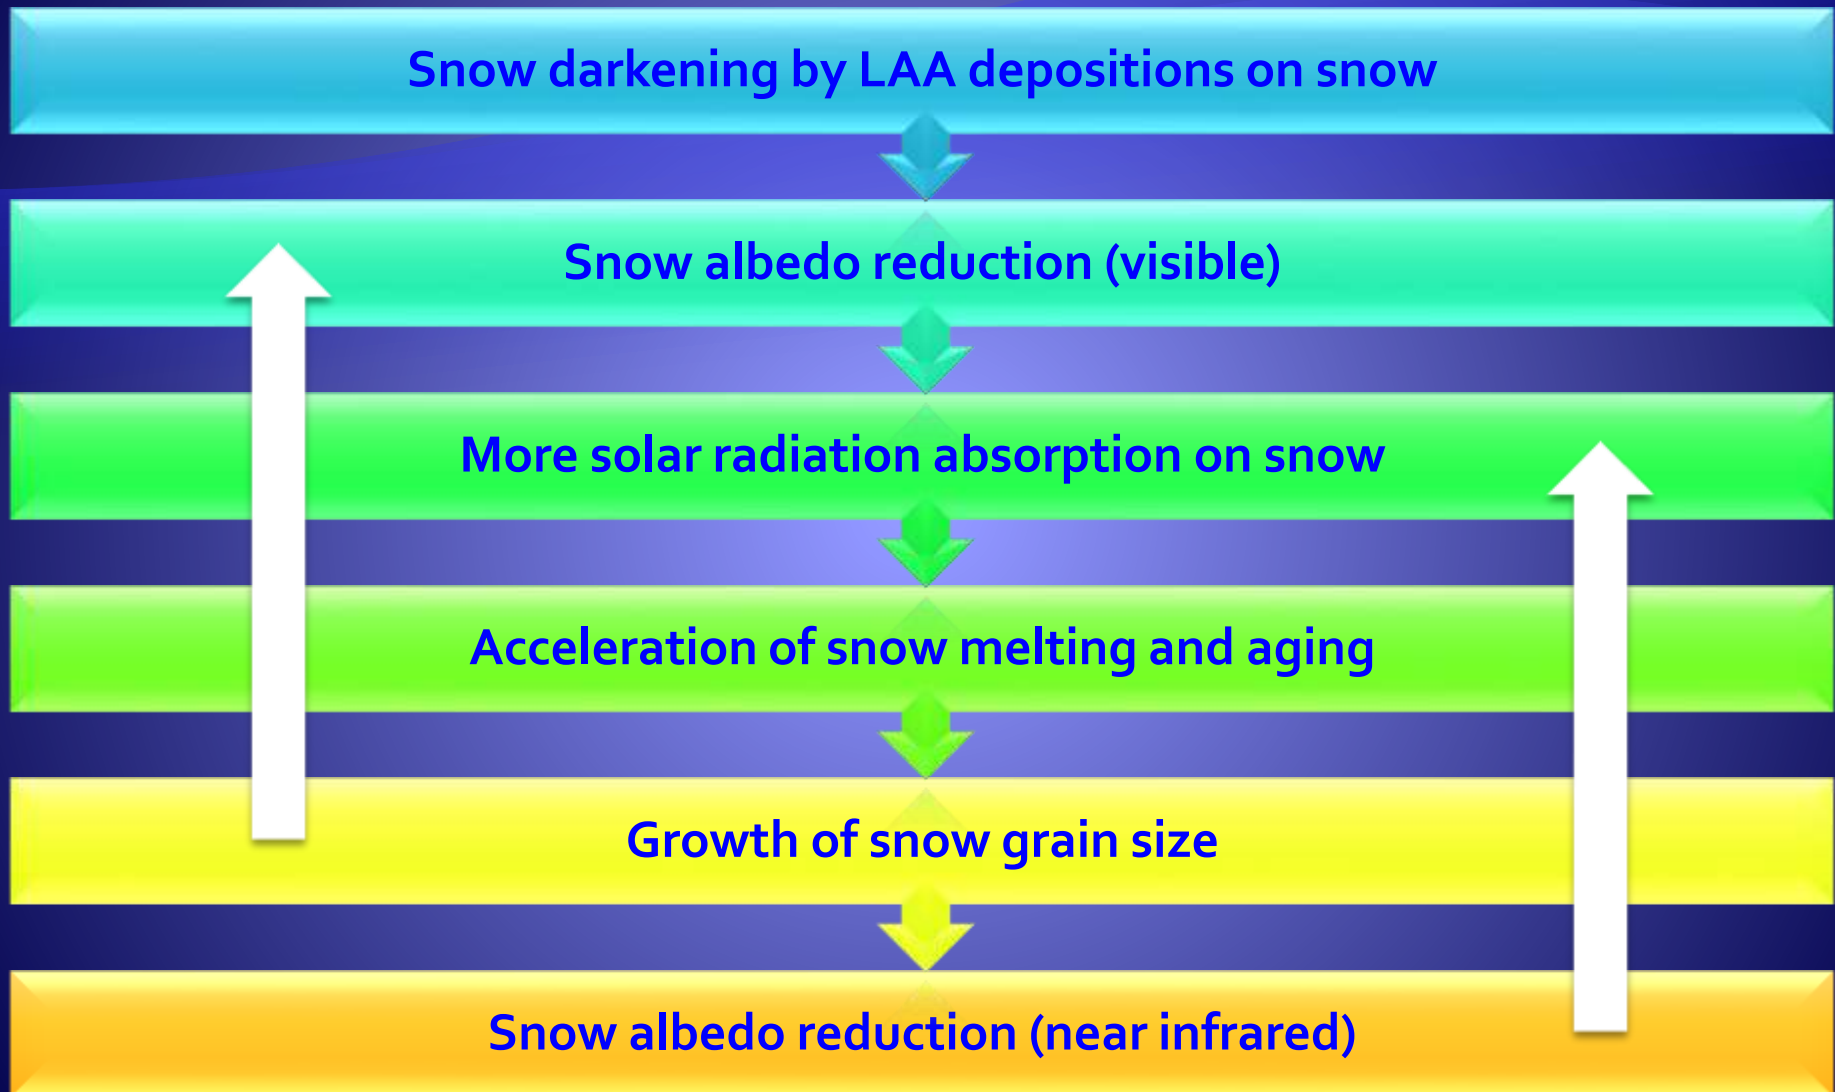 Snow darkening by LAA depositions on snow
Snow albedo reduction (visible)
More solar radiation absorption on snow
Acceleration of snow melting and aging
Growth of snow grain size
Snow albedo reduction (near infrared)